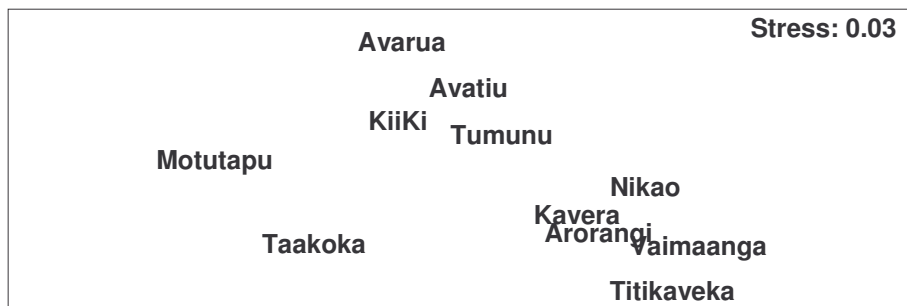 Stress: 0.03
Avarua
Avatiu
KiiKi
Tumunu
Motutapu
Nikao
Kavera
Arorangi
Taakoka
Vaimaanga
Titikaveka